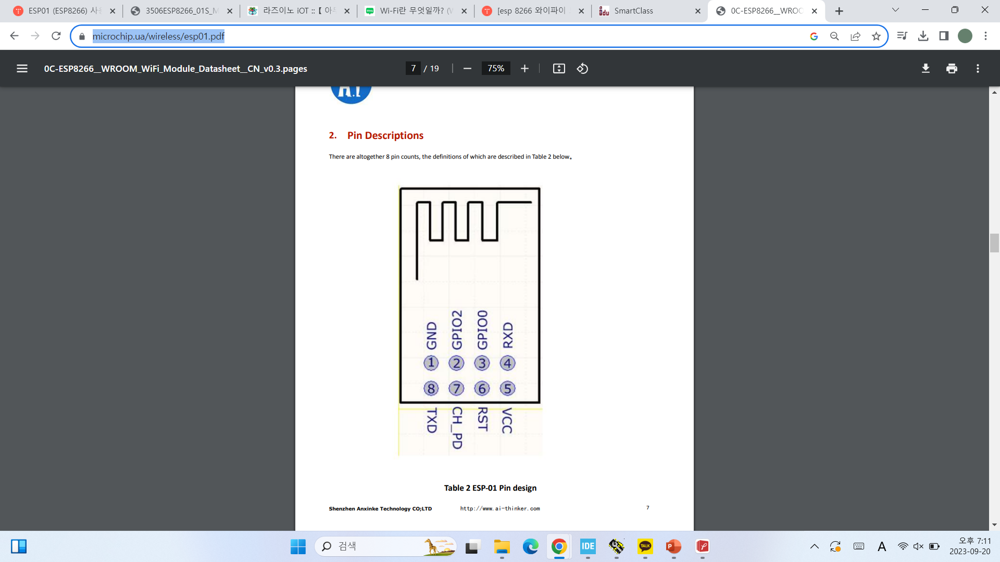 ESP01 (ESP8266) 사용
3506ESP8266_01S_M
라즈이노 iOT :: 【 아두
Wi-Fi란 무엇일까? (W
[esp 8266 와이파이
SmartClass
0C-ESP8266__WROO
microchip.ua/wireless/esp01.pdf
0C-ESP8266__WROOM_WiFi_Module_Datasheet__CN_v0.3.pages
7 / 19
75%
2. Pin Descriptions
There are altogether 8 pin counts, the definitions of which are described in Table 2 below。
GND GPIO2 GPIO0 RXD
1 2 3 4
8 7 6 5
TXD CH_PD RST VCC
Table 2 ESP-01 Pin design
Shenzhen Anxinke Technology CO;LTD http://www.ai-thinker.com 7
검색
IDE
TALK
P
A
오후 7:11
2023-09-20